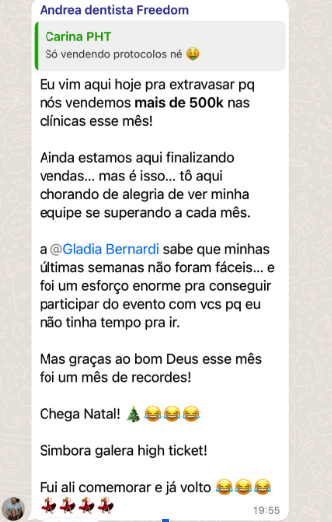 Andrea dentista Freedom
Carina PHT
Só vendendo protocolos né 🤑
Eu vim aqui hoje pra extravasar pq
nós vendemos mais de 500k nas
clínicas esse mês!
Ainda estamos aqui finalizando
vendas... mas é isso... tô aqui
chorando de alegria de ver minha
equipe se superando a cada mês.
a @Gladia Bernardi sabe que minhas
últimas semanas não foram fáceis... e
foi um esforço enorme pra conseguir
participar do evento com vcs pq eu
não tinha tempo pra ir.
Mas graças ao bom Deus esse mês
foi um mês de recordes!
Chega Natal! 🎄😂😂😂
Simbora galera high ticket!
Fui ali comemorar e já volto 😂😂😂
💃💃💃💃
19:55